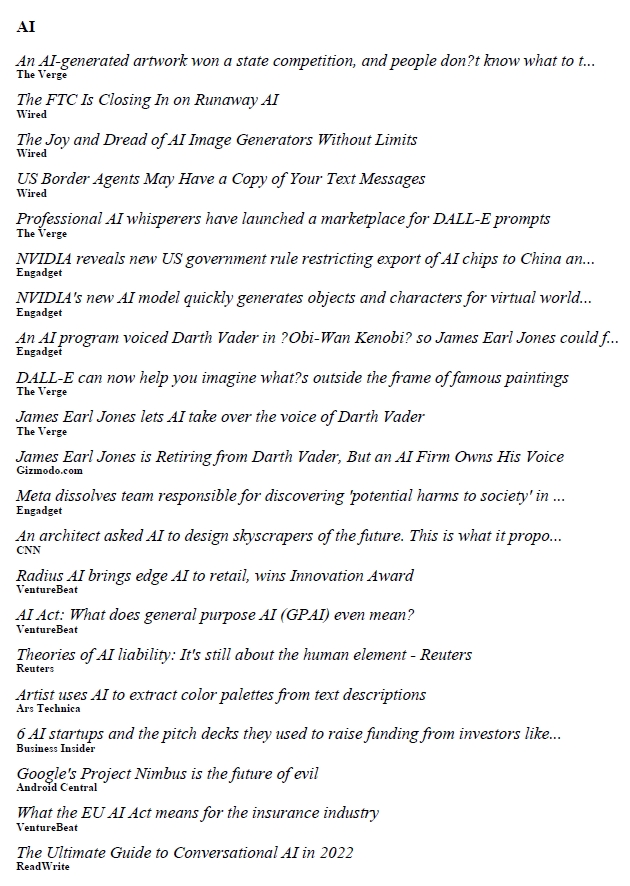 AI
An AI-generated artwork won a state competition, and people don?t know what to t...
The Verge
The FTC Is Closing In on Runaway AI
Wired
The Joy and Dread of AI Image Generators Without Limits
Wired
US Border Agents May Have a Copy of Your Text Messages
Wired
Professional AI whisperers have launched a marketplace for DALL-E prompts
The Verge
NVIDIA reveals new US government rule restricting export of AI chips to China an...
Engadget
NVIDIA's new AI model quickly generates objects and characters for virtual world...
Engadget
An AI program voiced Darth Vader in ?Obi-Wan Kenobi? so James Earl Jones could f...
Engadget
DALL-E can now help you imagine what?s outside the frame of famous paintings
The Verge
James Earl Jones lets AI take over the voice of Darth Vader
The Verge
James Earl Jones is Retiring from Darth Vader, But an AI Firm Owns His Voice
Gizmodo.com
Meta dissolves team responsible for discovering 'potential harms to society' in ...
Engadget
An architect asked AI to design skyscrapers of the future. This is what it propo...
CNN
Radius AI brings edge AI to retail, wins Innovation Award
VentureBeat
AI Act: What does general purpose AI (GPAI) even mean?
VentureBeat
Theories of AI liability: It's still about the human element - Reuters
Reuters
Artist uses AI to extract color palettes from text descriptions
Ars Technica
6 AI startups and the pitch decks they used to raise funding from investors like...
Business Insider
Google's Project Nimbus is the future of evil
Android Central
What the EU AI Act means for the insurance industry
VentureBeat
The Ultimate Guide to Conversational AI in 2022
ReadWrite